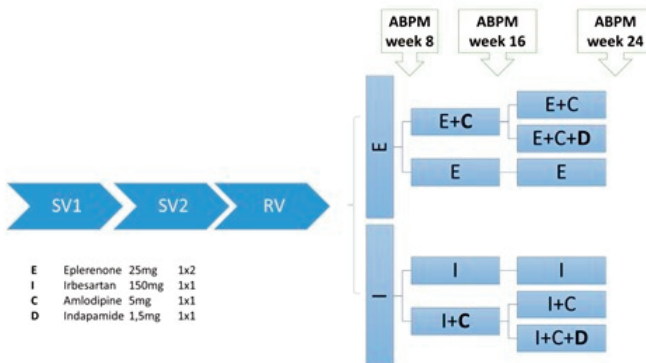 ABPM week 8
ABPM week 16
ABPM week 24
SV1
SV2
RV
E
E+C
E+C
E+C+D
E
E
I
I
I
I+C
I+C
I+C+D
E Eplerenone 25mg 1x2
I Irbesartan 150mg 1x1
C Amlodipine 5mg 1x1
D Indapamide 1,5mg 1x1